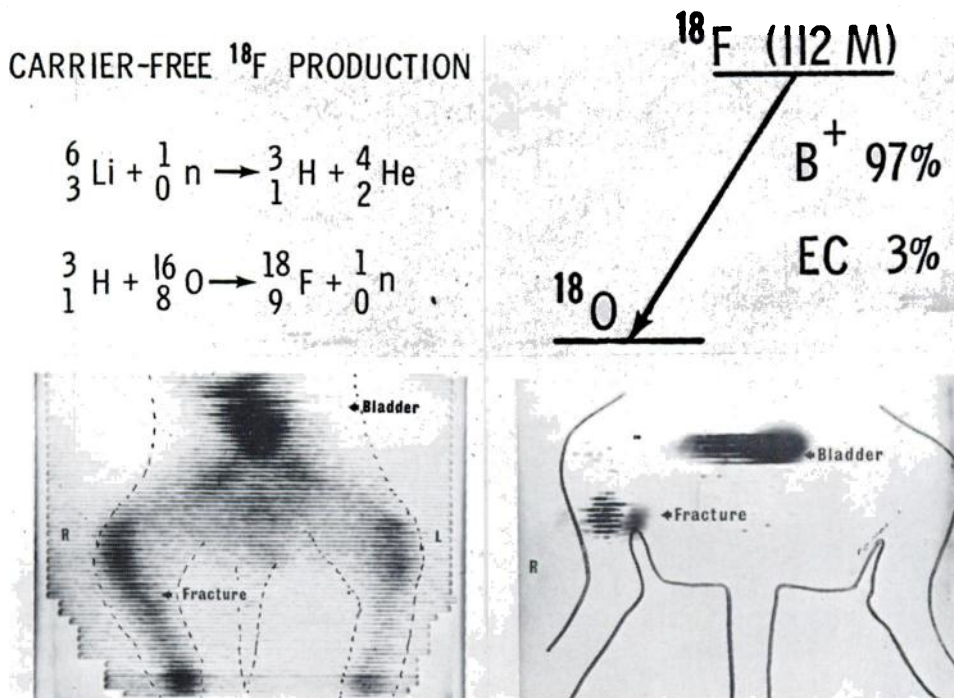 CARRIER-FREE ¹⁸F PRODUCTION
⁶₃Li + ¹₀n → ³₁H + ⁴₂He
³₁H + ¹⁶₈O → ¹⁸₉F + ¹₀n
¹⁸F (112 M)
B⁺ 97%
EC 3%
¹⁸O
Bladder
R
L
Fracture
Bladder
Fracture
R